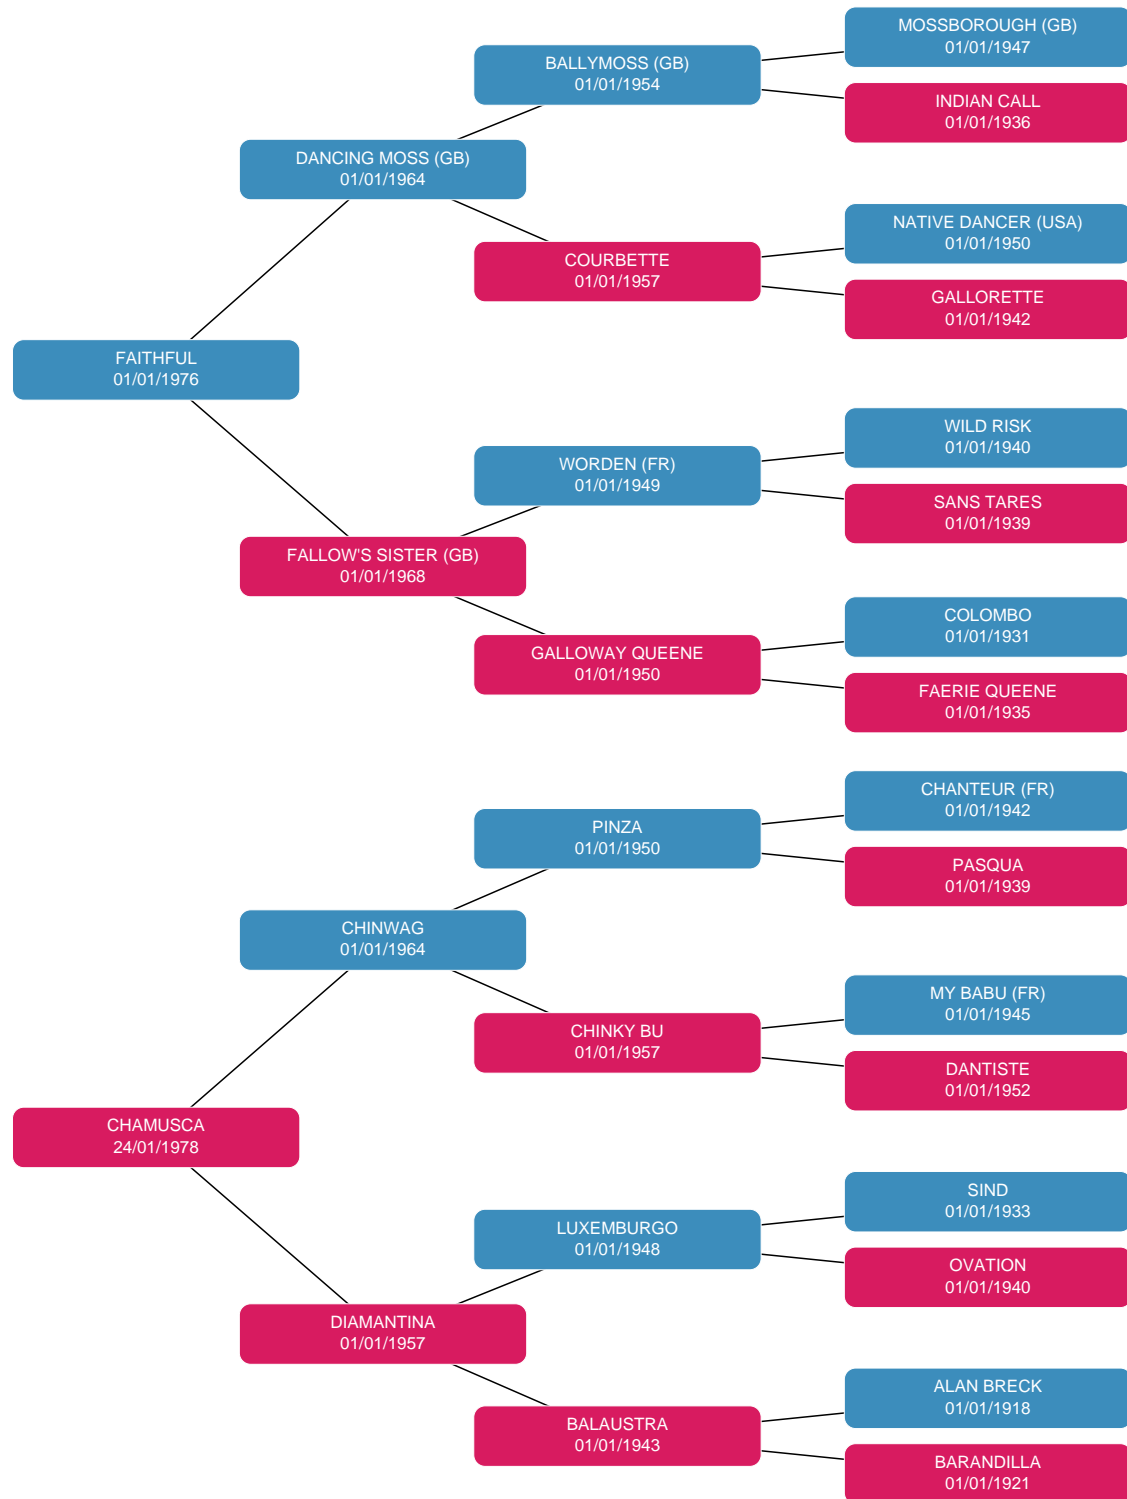 MOSSBOROUGH (GB)
01/01/1947
BALLYMOSS (GB)
01/01/1954
INDIAN CALL
01/01/1936
DANCING MOSS (GB)
01/01/1964
NATIVE DANCER (USA)
01/01/1950
COURBETTE
01/01/1957
GALLORETTE
01/01/1942
FAITHFUL
01/01/1976
WILD RISK
01/01/1940
WORDEN (FR)
01/01/1949
SANS TARES
01/01/1939
FALLOW'S SISTER (GB)
01/01/1968
COLOMBO
01/01/1931
GALLOWAY QUEENE
01/01/1950
FAERIE QUEENE
01/01/1935
CHANTEUR (FR)
01/01/1942
PINZA
01/01/1950
PASQUA
01/01/1939
CHINWAG
01/01/1964
MY BABU (FR)
01/01/1945
CHINKY BU
01/01/1957
DANTISTE
01/01/1952
CHAMUSCA
24/01/1978
SIND
01/01/1933
LUXEMBURGO
01/01/1948
OVATION
01/01/1940
DIAMANTINA
01/01/1957
ALAN BRECK
01/01/1918
BALAUSTRA
01/01/1943
BARANDILLA
01/01/1921